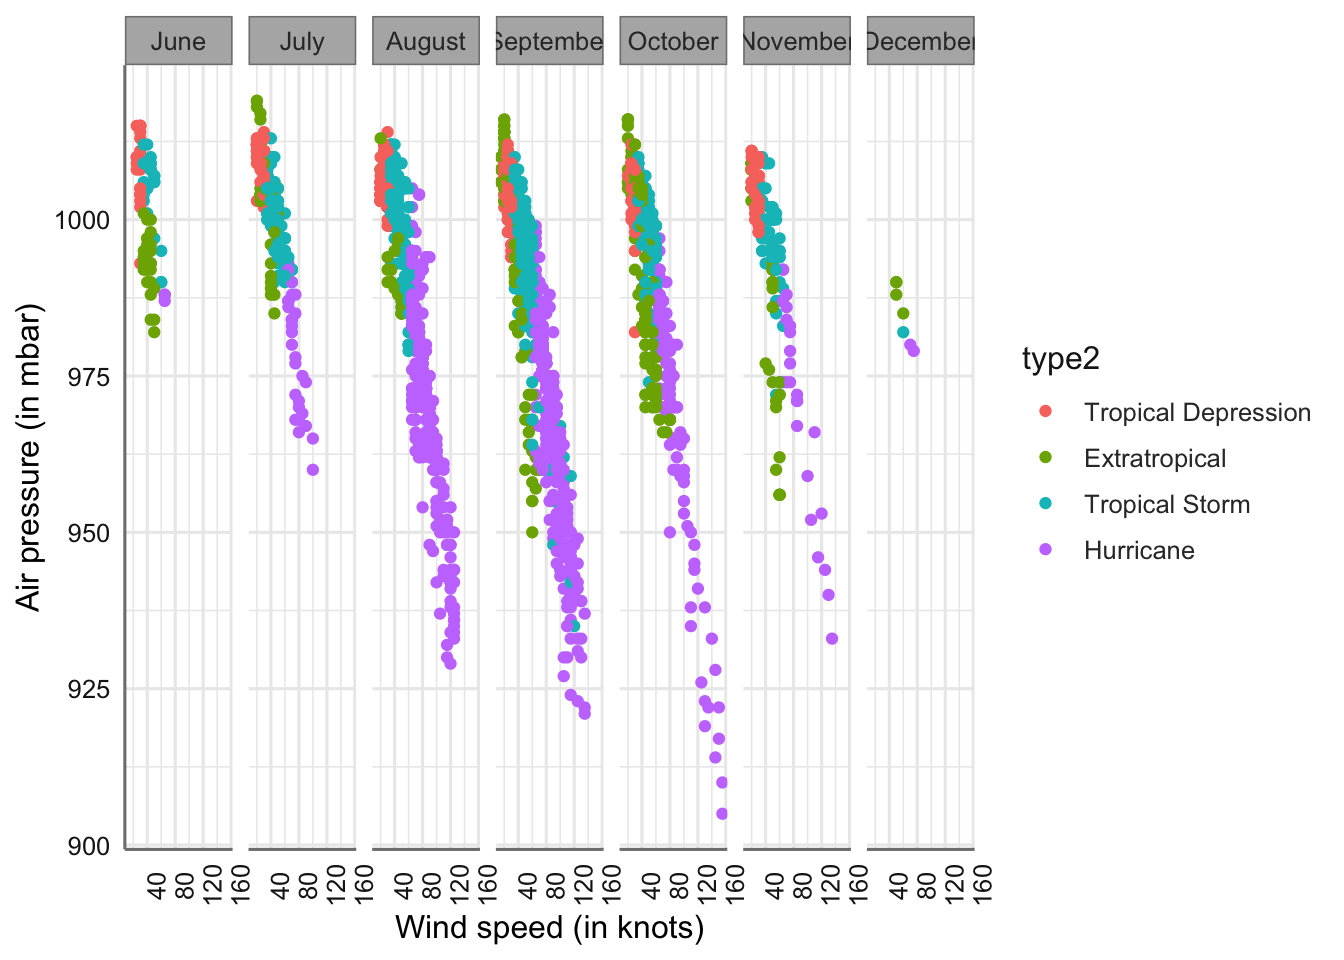 June July August Septembe October November December
1000
975
950
925
900
40 80 120 160 40 80 120 160 40 80 120 160 40 80 120 160 40 80 120 160 40 80 120 160 40 80 120 160
Wind speed (in knots)
Air pressure (in mbar)
type2
Tropical Depression
Extratropical
Tropical Storm
Hurricane